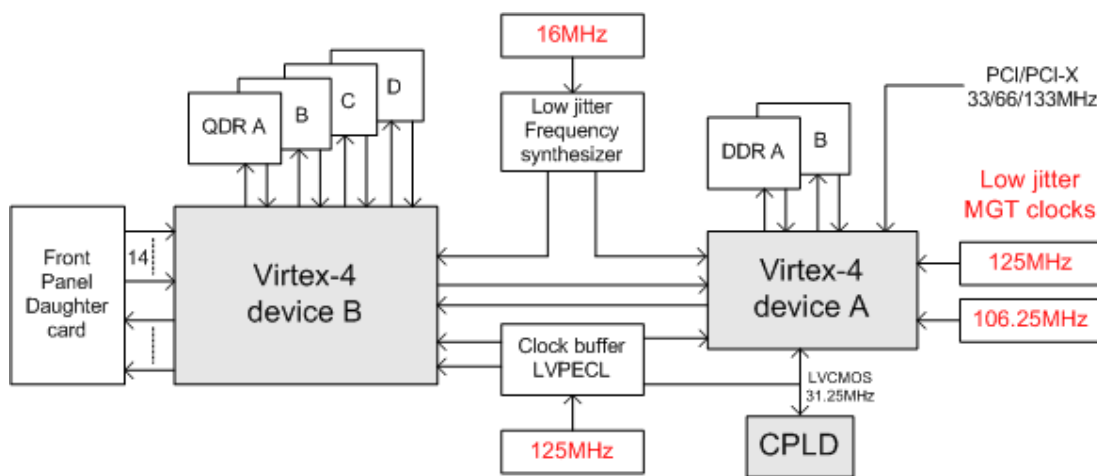 16MHz
PCI/PCI-X
33/66/133MHz
D
C
B
QDR A
Low jitter
Frequency
synthesizer
B
DDR A
Low jitter
MGT clocks
14
Front
Panel
Daughter
card
Virtex-4
device B
Virtex-4
device A
125MHz
106.25MHz
Clock buffer
LVPECL
LVCMOS
31.25MHz
125MHz
CPLD